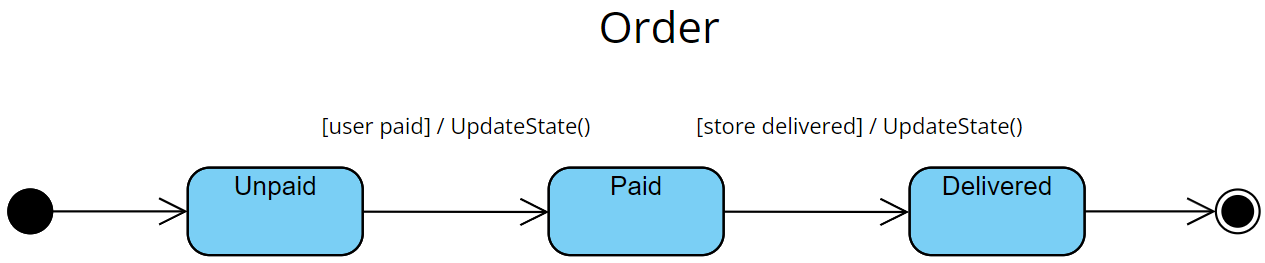 Order
[user paid] / UpdateState()
[store delivered] / UpdateState()
Unpaid
Paid
Delivered